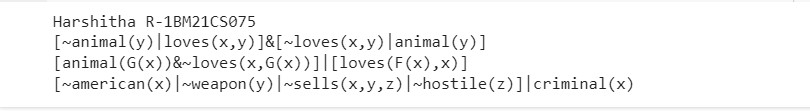 Harshitha R-1BM21CS075
[~animal(y)|loves(x,y)]&[~loves(x,y)|animal(y)]
[animal(G(x))&~loves(x,G(x))]|[loves(F(x),x)]
[~american(x)|~weapon(y)|~sells(x,y,z)|~hostile(z)]|criminal(x)